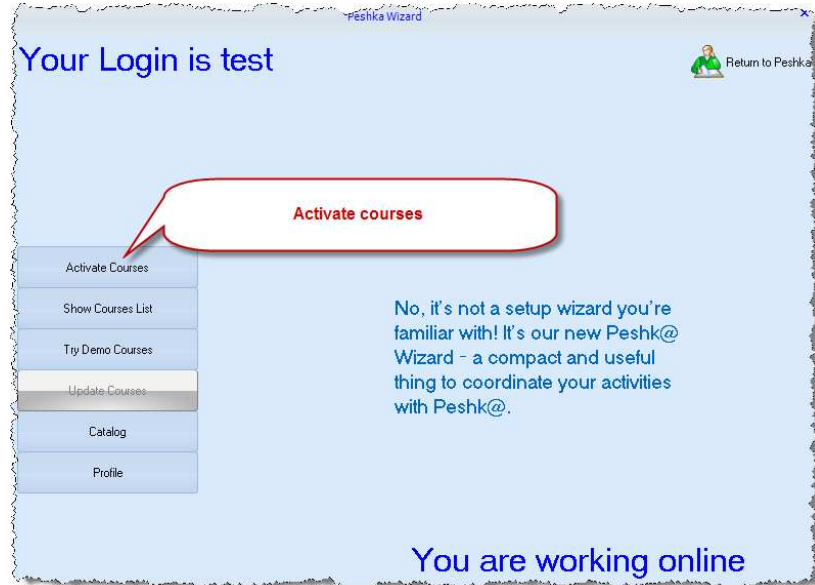 Peshka Wizard
Your Login is test
Return to Peshka
Activate courses
Activate Courses
Show Courses List
Try Demo Courses
Update Courses
Catalog
Profile
No, it's not a setup wizard you're
familiar with! It's our new Peshk@
Wizard - a compact and useful
thing to coordinate your activities
with Peshk@.
You are working online